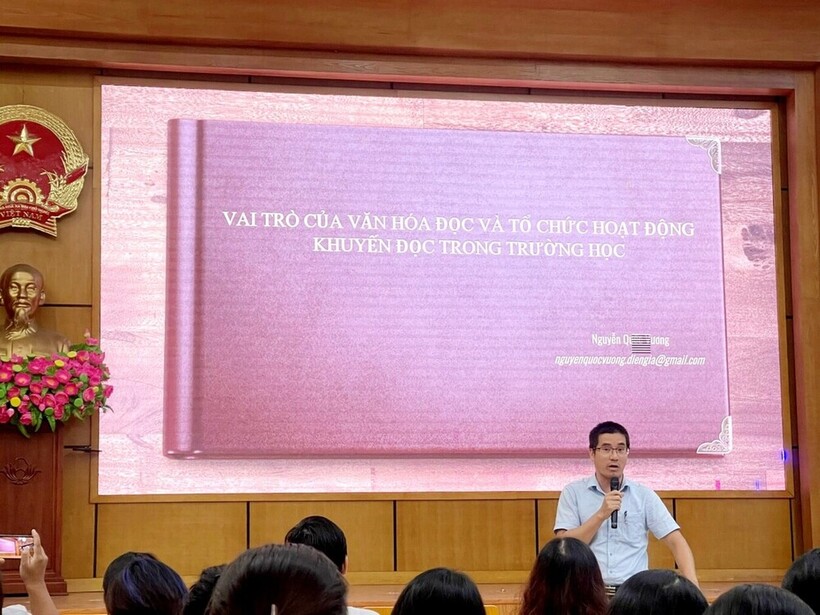 VIỆT NAM
VAI TRÒ CỦA VĂN HÓA ĐỌC VÀ TỔ CHỨC HOẠT ĐỘNG
KHUYẾN ĐỌC TRONG TRƯỜNG HỌC
Nguyễn
nguyenquocvuong.diengia@gmail.com